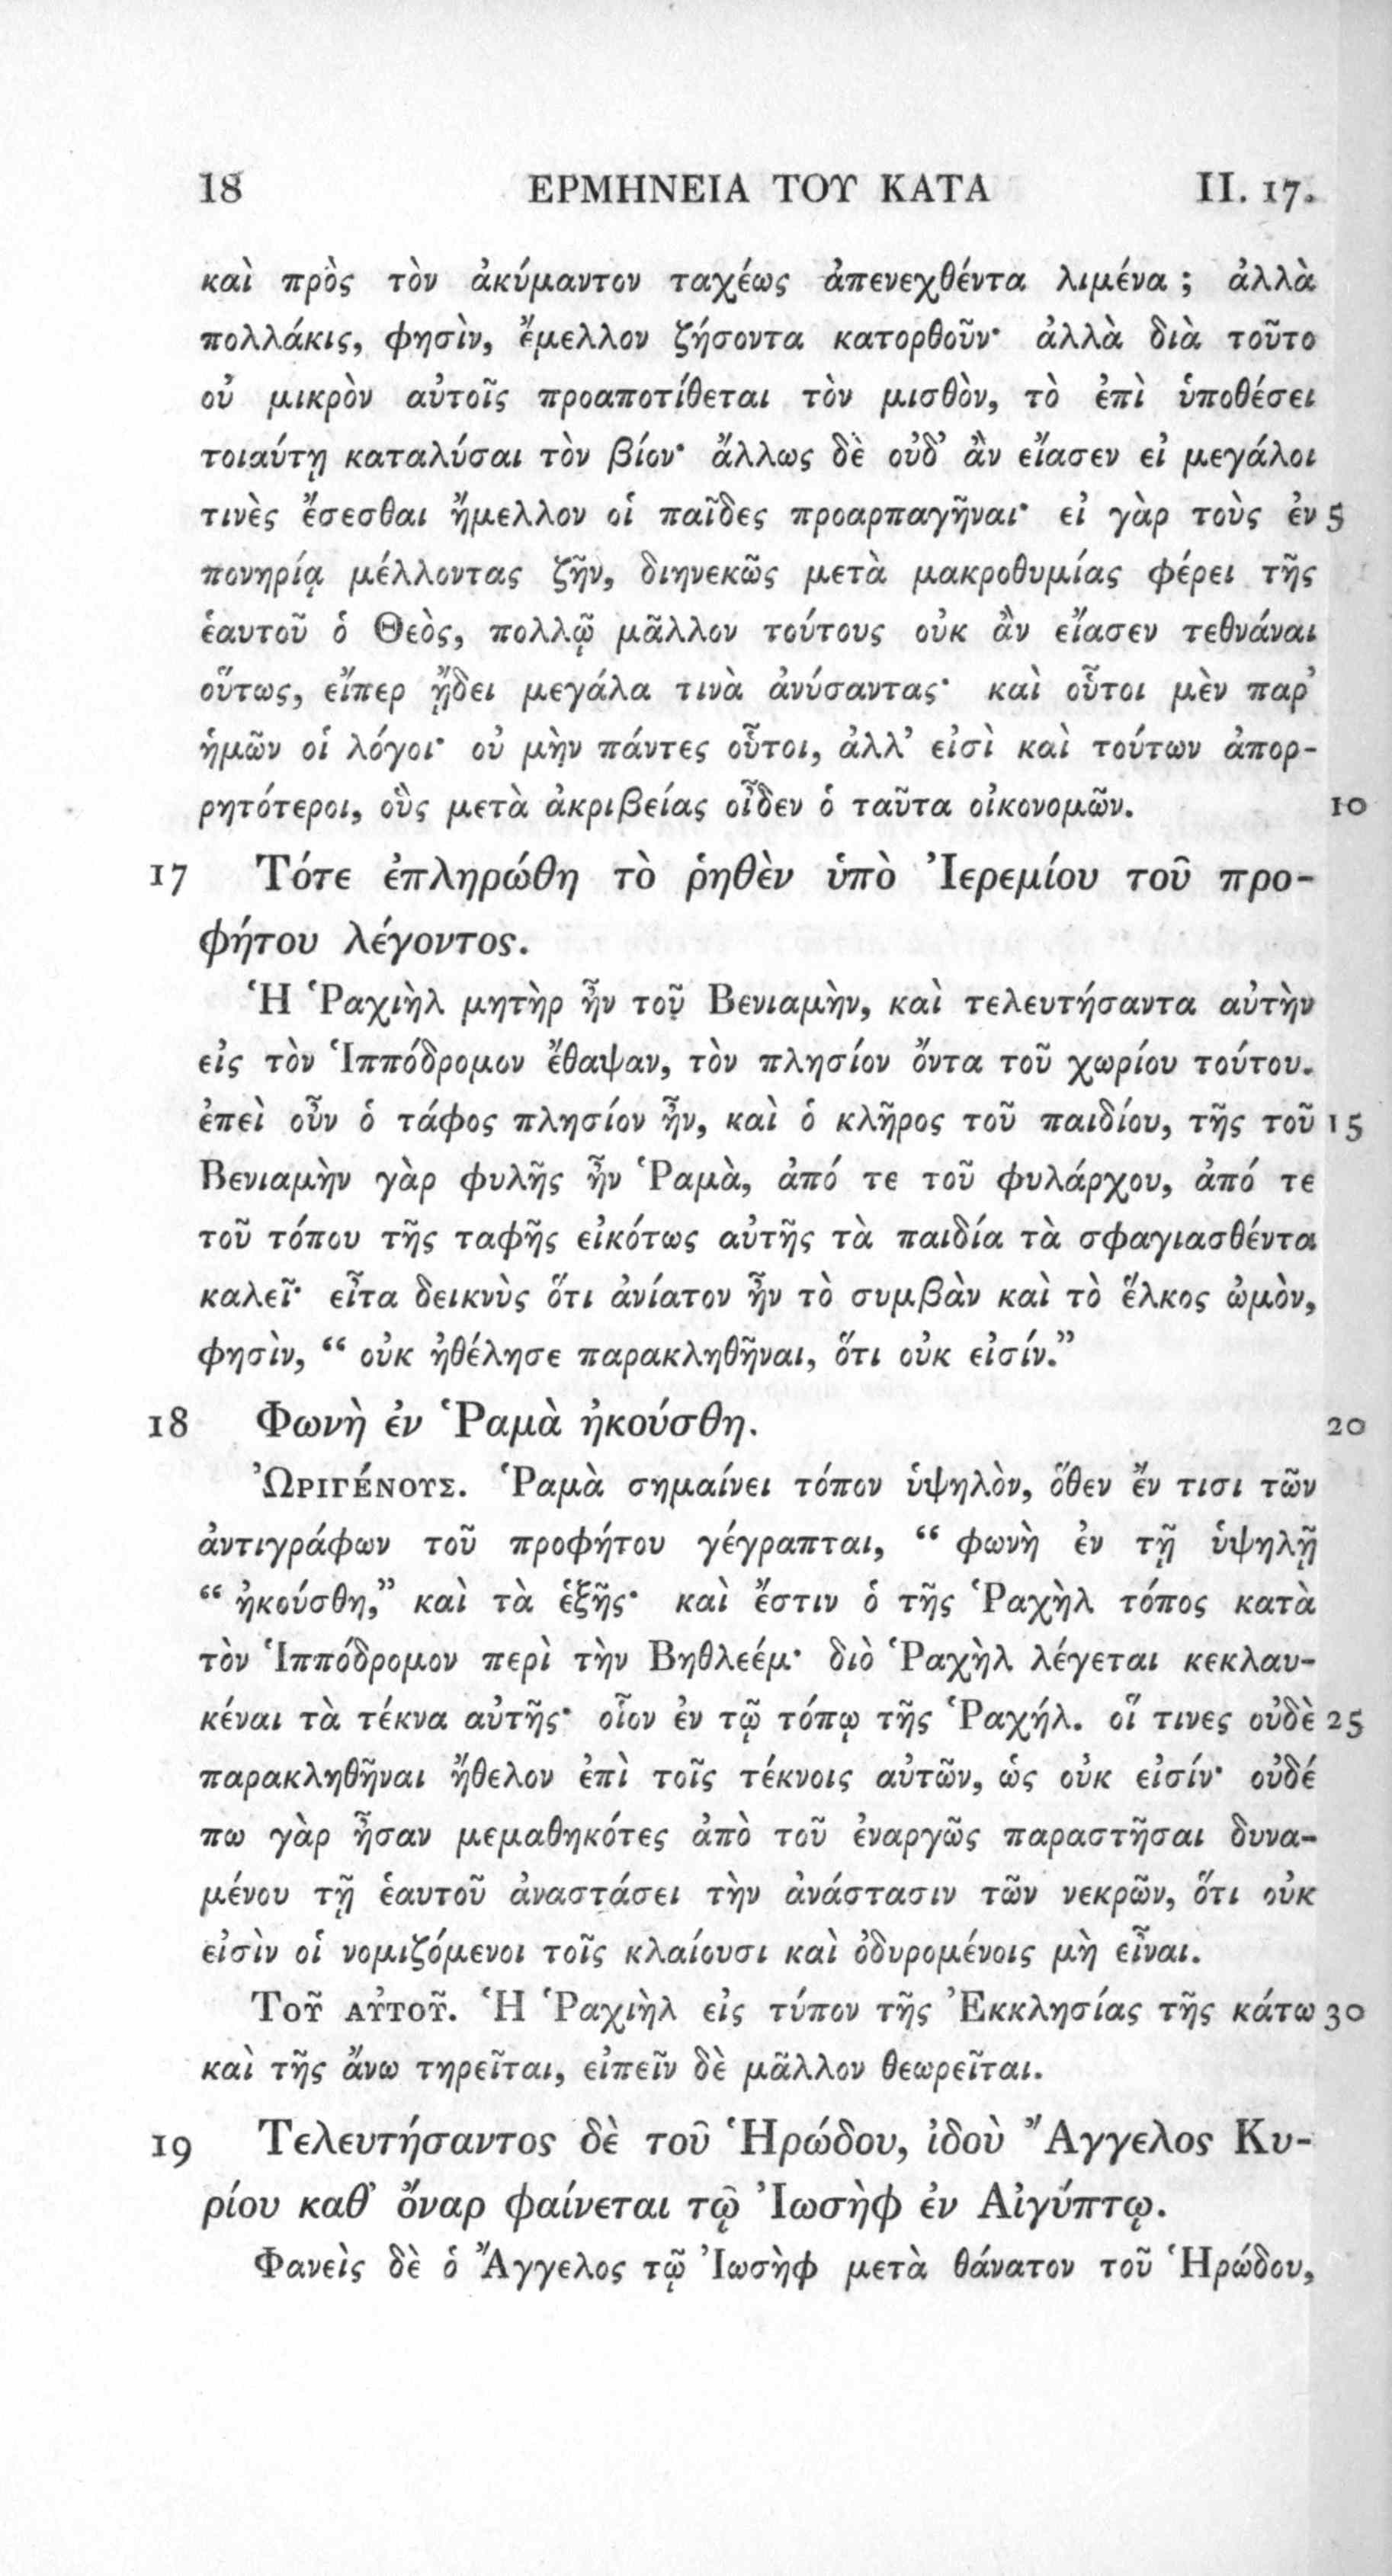 18 ΕΡΜΗΝΕΙΑ ΤΟΥ ΚΑΤΑ II. 17.
καὶ πρὸς τὸν ἀκύμαντον ταχέως ἀπενεχθέντα λιμένα ; ἀλλὰ
πολλάκις, φησὶν, ἔμελλον ζήσοντα κατορθοῦν· ἀλλὰ διὰ τοῦτο
οὐ μικρὸν αὐτοῖς προαποτίθεται τὸν μισθὸν, τὸ ἐπὶ ὑποθέσει
τοιαύτῃ καταλύσαι τὸν βίον· ἄλλως δὲ οὐδ’ ἂν εἴασεν εἰ μεγάλοι
τινὲς ἔσεσθαι ἤμελλον οἱ παῖδες προαρπαγῆναι· εἰ γὰρ τοὺς ἐν 5
πονηρίᾳ μέλλοντας ζῆν, διηνεκῶς μετὰ μακροθυμίας φέρει τῆς
ἑαυτοῦ ὁ Θεὸς, πολλῷ μᾶλλον τούτους οὐκ ἂν εἴασεν τεθνάναι
οὕτως, εἴπερ ᾔδει μεγάλα τινὰ ἀνύσαντας· καὶ οὗτοι μὲν παρ’
ἡμῶν οἱ λόγοι· οὐ μὴν πάντες οὗτοι, ἀλλ’ εἰσὶ καὶ τούτων ἀπορ-
ρητότεροι, οὓς μετὰ ἀκριβείας οἶδεν ὁ ταῦτα οἰκονομῶν. 10
17 Τότε ἐπληρώθη τὸ ῥηθὲν ὑπὸ Ἰερεμίου τοῦ προ-
φήτου λέγοντος.
Ἡ Ῥαχιὴλ μητὴρ ἦν τοῦ Βενιαμὴν, καὶ τελευτήσαντα αὐτὴν
εἰς τὸν Ἱππόδρομον ἔθαψαν, τὸν πλησίον ὄντα τοῦ χωρίου τούτου.
ἐπεὶ οὖν ὁ τάφος πλησίον ἦν, καὶ ὁ κλῆρος τοῦ παιδίου, τῆς τοῦ 15
Βενιαμὴν γὰρ φυλῆς ἦν Ῥαμὰ, ἀπό τε τοῦ φυλάρχου, ἀπό τε
τοῦ τόπου τῆς ταφῆς εἰκότως αὐτῆς τὰ παιδία τὰ σφαγιασθέντα
καλεῖ· εἶτα δεικνὺς ὅτι ἀνίατον ἦν τὸ συμβὰν καὶ τὸ ἕλκος ὠμὸν,
φησὶν, “ οὐκ ἠθέλησε παρακληθῆναι, ὅτι οὐκ εἰσίν.”
18 Φωνὴ ἐν Ῥαμὰ ἠκούσθη. 20
ὨΡΙΓΈΝΟΥΣ. Ῥαμὰ σημαίνει τόπον ὑψηλὸν, ὅθεν ἔν τισι τῶν
ἀντιγράφων τοῦ προφήτου γέγραπται, “ φωνὴ ἐν τῇ ὑψηλῇ
“ ἠκούσθη,” καὶ τὰ ἑξῆς· καὶ ἔστιν ὁ τῆς Ῥαχὴλ τόπος κατὰ
τὸν Ἱππόδρομον περὶ τὴν Βηθλεέμ· διὸ Ῥαχὴλ λέγεται κεκλαυ-
κέναι τὰ τέκνα αὐτῆς· οἷον ἐν τῷ τόπῳ τῆς Ῥαχήλ. οἵ τινες οὐδὲ 25
παρακληθῆναι ἤθελον ἐπὶ τοῖς τέκνοις αὐτῶν, ὡς οὐκ εἰσίν· οὐδέ
πω γὰρ ἦσαν μεμαθηκότες ἀπὸ τοῦ ἐναργῶς παραστῆσαι δυνα-
μένου τῇ ἑαυτοῦ ἀναστάσει τὴν ἀνάστασιν τῶν νεκρῶν, ὅτι οὐκ
εἰσὶν οἱ νομιζόμενοι τοῖς κλαίουσι καὶ ὀδυρομένοις μὴ εἶναι.
ΤΟῦ ΑὐΤΟῦ. Ἡ Ῥαχιὴλ εἰς τύπον τῆς Ἐκκλησίας τῆς κάτω 30
καὶ τῆς ἄνω τηρεῖται, εἰπεῖν δὲ μᾶλλον θεωρεῖται.
19 Τελευτήσαντος δὲ τοῦ Ἡρώδου, ἰδοὺ Ἄγγελος Κυ-
ρίου καθ’ ὄναρ φαίνεται τῷ Ἰωσὴφ ἐν Αἰγύπτῳ.
Φανεὶς δὲ ὁ Ἄγγελος τῷ Ἰωσὴφ μετὰ θάνατον τοῦ Ἡρώδου,